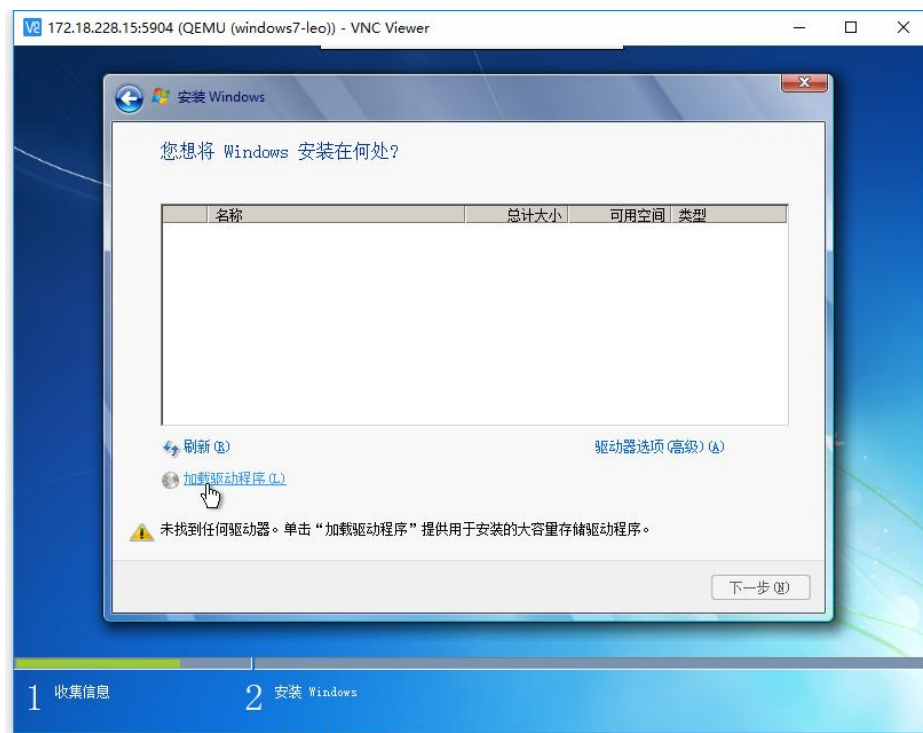 172.18.228.15:5904 (QEMU (windows7-leo)) - VNC Viewer
安装 Windows
您想将 Windows 安装在何处?
名称 总计大小 可用空间 类型
刷新(R) 驱动器选项(高级)(A)
加载驱动程序(L)
未找到任何驱动器。单击“加载驱动程序”提供用于安装的大容量存储驱动程序。
下一步(N)
1 收集信息 2 安装 Windows